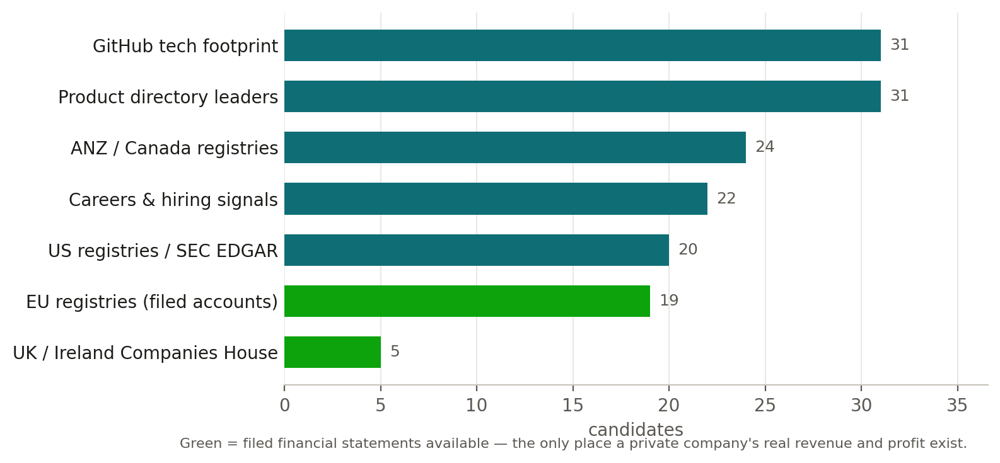 GitHub tech footprint 31
Product directory leaders 31
ANZ / Canada registries 24
Careers & hiring signals 22
US registries / SEC EDGAR 20
EU registries (filed accounts) 19
UK / Ireland Companies House 5
0 5 10 15 20 25 30 35
candidates
Green = filed financial statements available — the only place a private company's real revenue and profit exist.